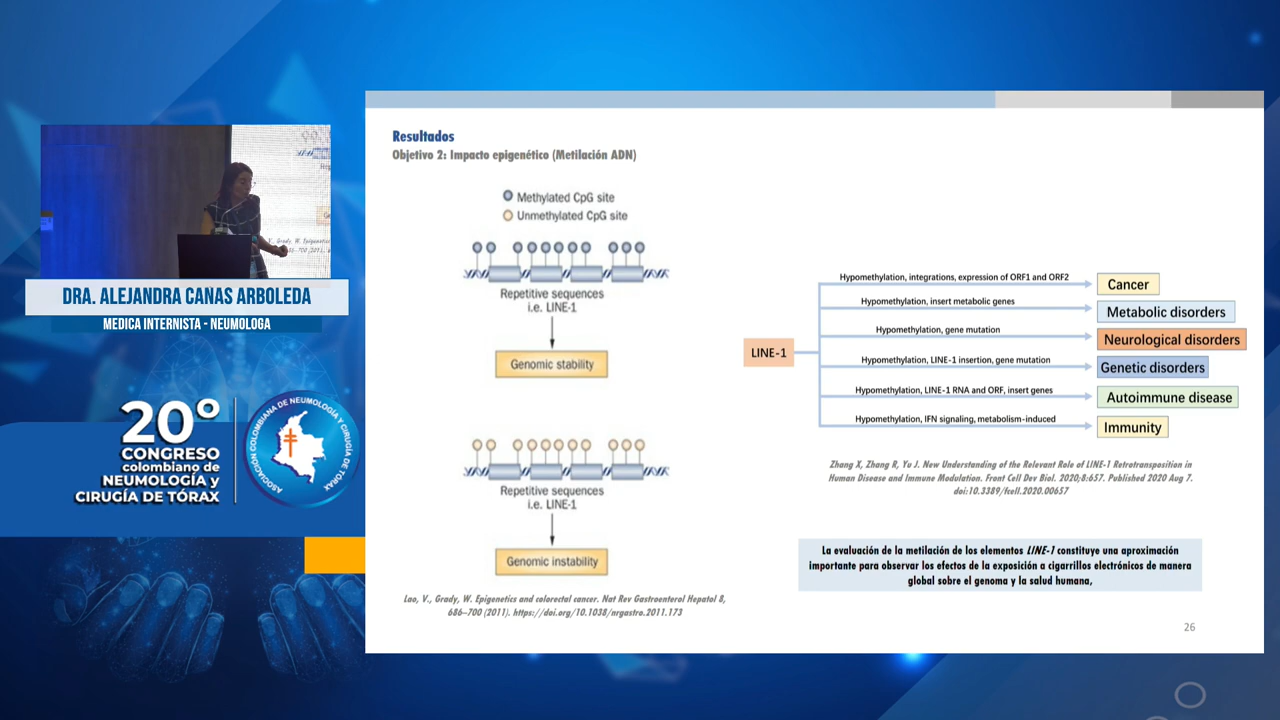 DRA. ALEJANDRA CANAS ARBOLEDA
MEDICA INTERNISTA - NEUMOLOGA
20º
CONGRESO
colombiano de
NEUMOLOGÍA y
CIRUGÍA DE TÓRAX
ASOCIACIÓN COLOMBIANA DE NEUMOLOGÍA Y CIRUGÍA DE TÓRAX
Resultados
Objetivo 2: Impacto epigenético (Metilación ADN)
Methylated CpG site
Unmethylated CpG site
Repetitive sequences
i.e. LINE-1
Genomic stability
Repetitive sequences
i.e. LINE-1
Genomic instability
Lao, V., Grady, W. Epigenetics and colorectal cancer. Nat Rev Gastroenterol Hepatol 8,
686–700 (2011). https://doi.org/10.1038/nrgastro.2011.173
LINE-1
Hypomethylation, integrations, expression of ORF1 and ORF2
Cancer
Hypomethylation, insert metabolic genes
Metabolic disorders
Hypomethylation, gene mutation
Neurological disorders
Hypomethylation, LINE-1 insertion, gene mutation
Genetic disorders
Hypomethylation, LINE-1 RNA and ORF, insert genes
Autoimmune disease
Hypomethylation, IFN signaling, metabolism-induced
Immunity
Zhang X, Zhang R, Yu J. New Understanding of the Relevant Role of LINE-1 Retrotransposition in
Human Disease and Immune Modulation. Front Cell Dev Biol. 2020;8:657. Published 2020 Aug 7.
doi:10.3389/fcell.2020.00657
La evaluación de la metilación de los elementos LINE-1 constituye una aproximación
importante para observar los efectos de la exposición a cigarrillos electrónicos de manera
global sobre el genoma y la salud humana,
26